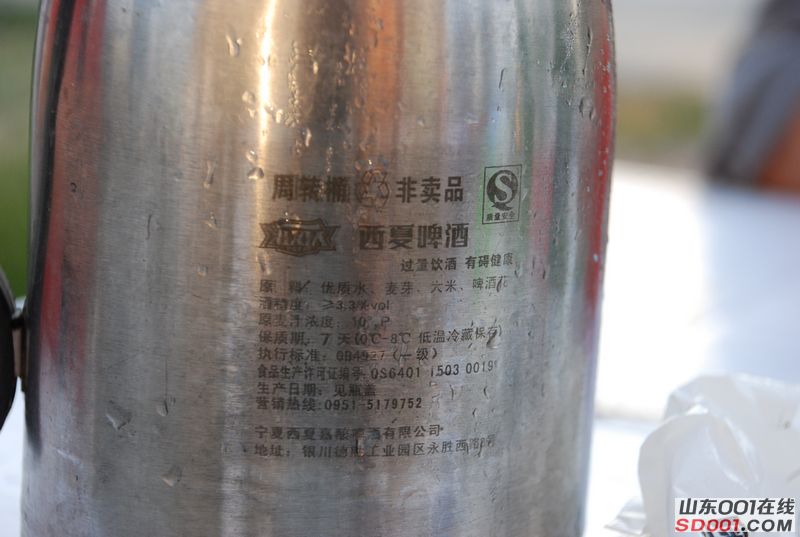 周转桶 非卖品
质量安全
XIXIA 西夏啤酒
过量饮酒 有碍健康
原 料：优质水、麦芽、大米、啤酒花
酒精度：≥3.3%vol
原麦汁浓度：10°P
保质期：7 天(0℃-8℃ 低温冷藏保存)
执行标准：GB4927（一级）
食品生产许可证编号：QS6401 1503 0019
生产日期：见瓶盖
营销热线：0951-5179752
宁夏西夏嘉酿啤酒有限公司
地址：银川德胜工业园区永胜西路
山东001在线
SD001.com